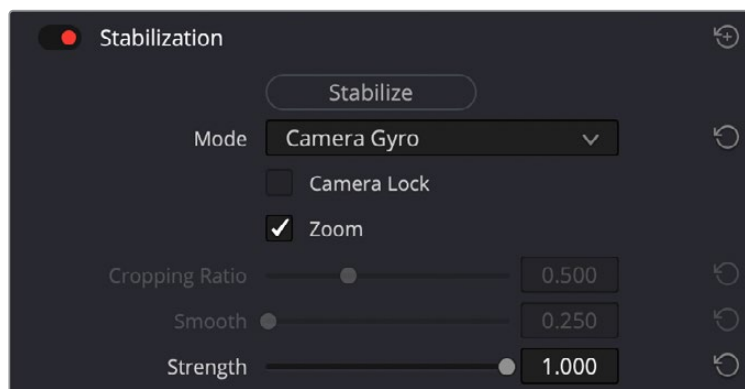 Stabilization
Stabilize
Mode Camera Gyro
Camera Lock
Zoom
Cropping Ratio 0.500
Smooth 0.250
Strength 1.000